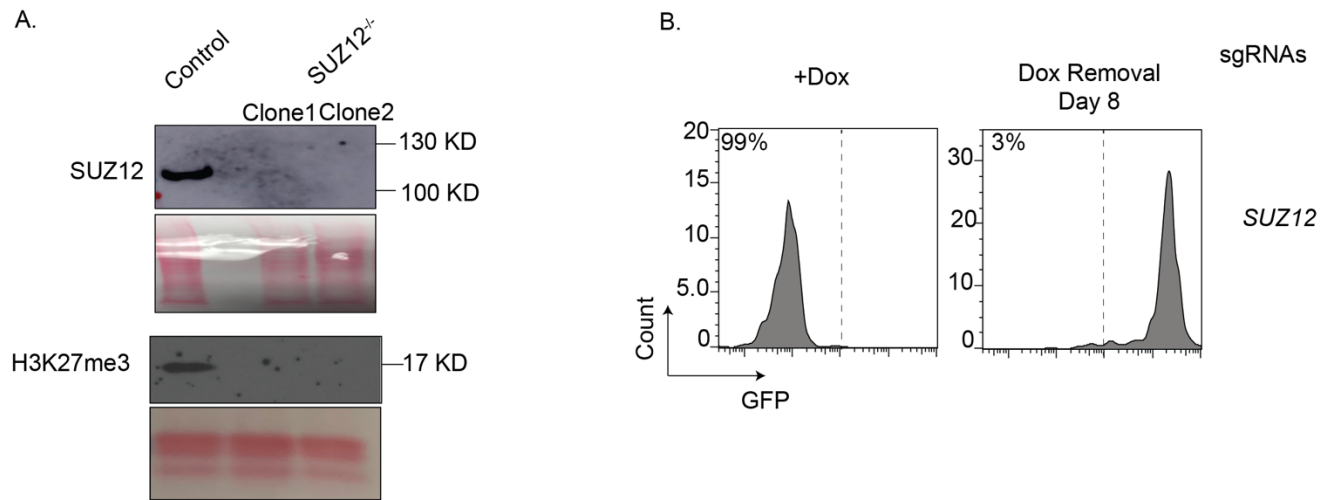 A.
Control
SUZ12-/-
Clone1 Clone2
SUZ12
130 KD
100 KD
H3K27me3
17 KD
B.
+Dox
Dox Removal
Day 8
sgRNAs
20
99%
15
10
5.0
0
30
3%
20
10
0
SUZ12
Count
GFP